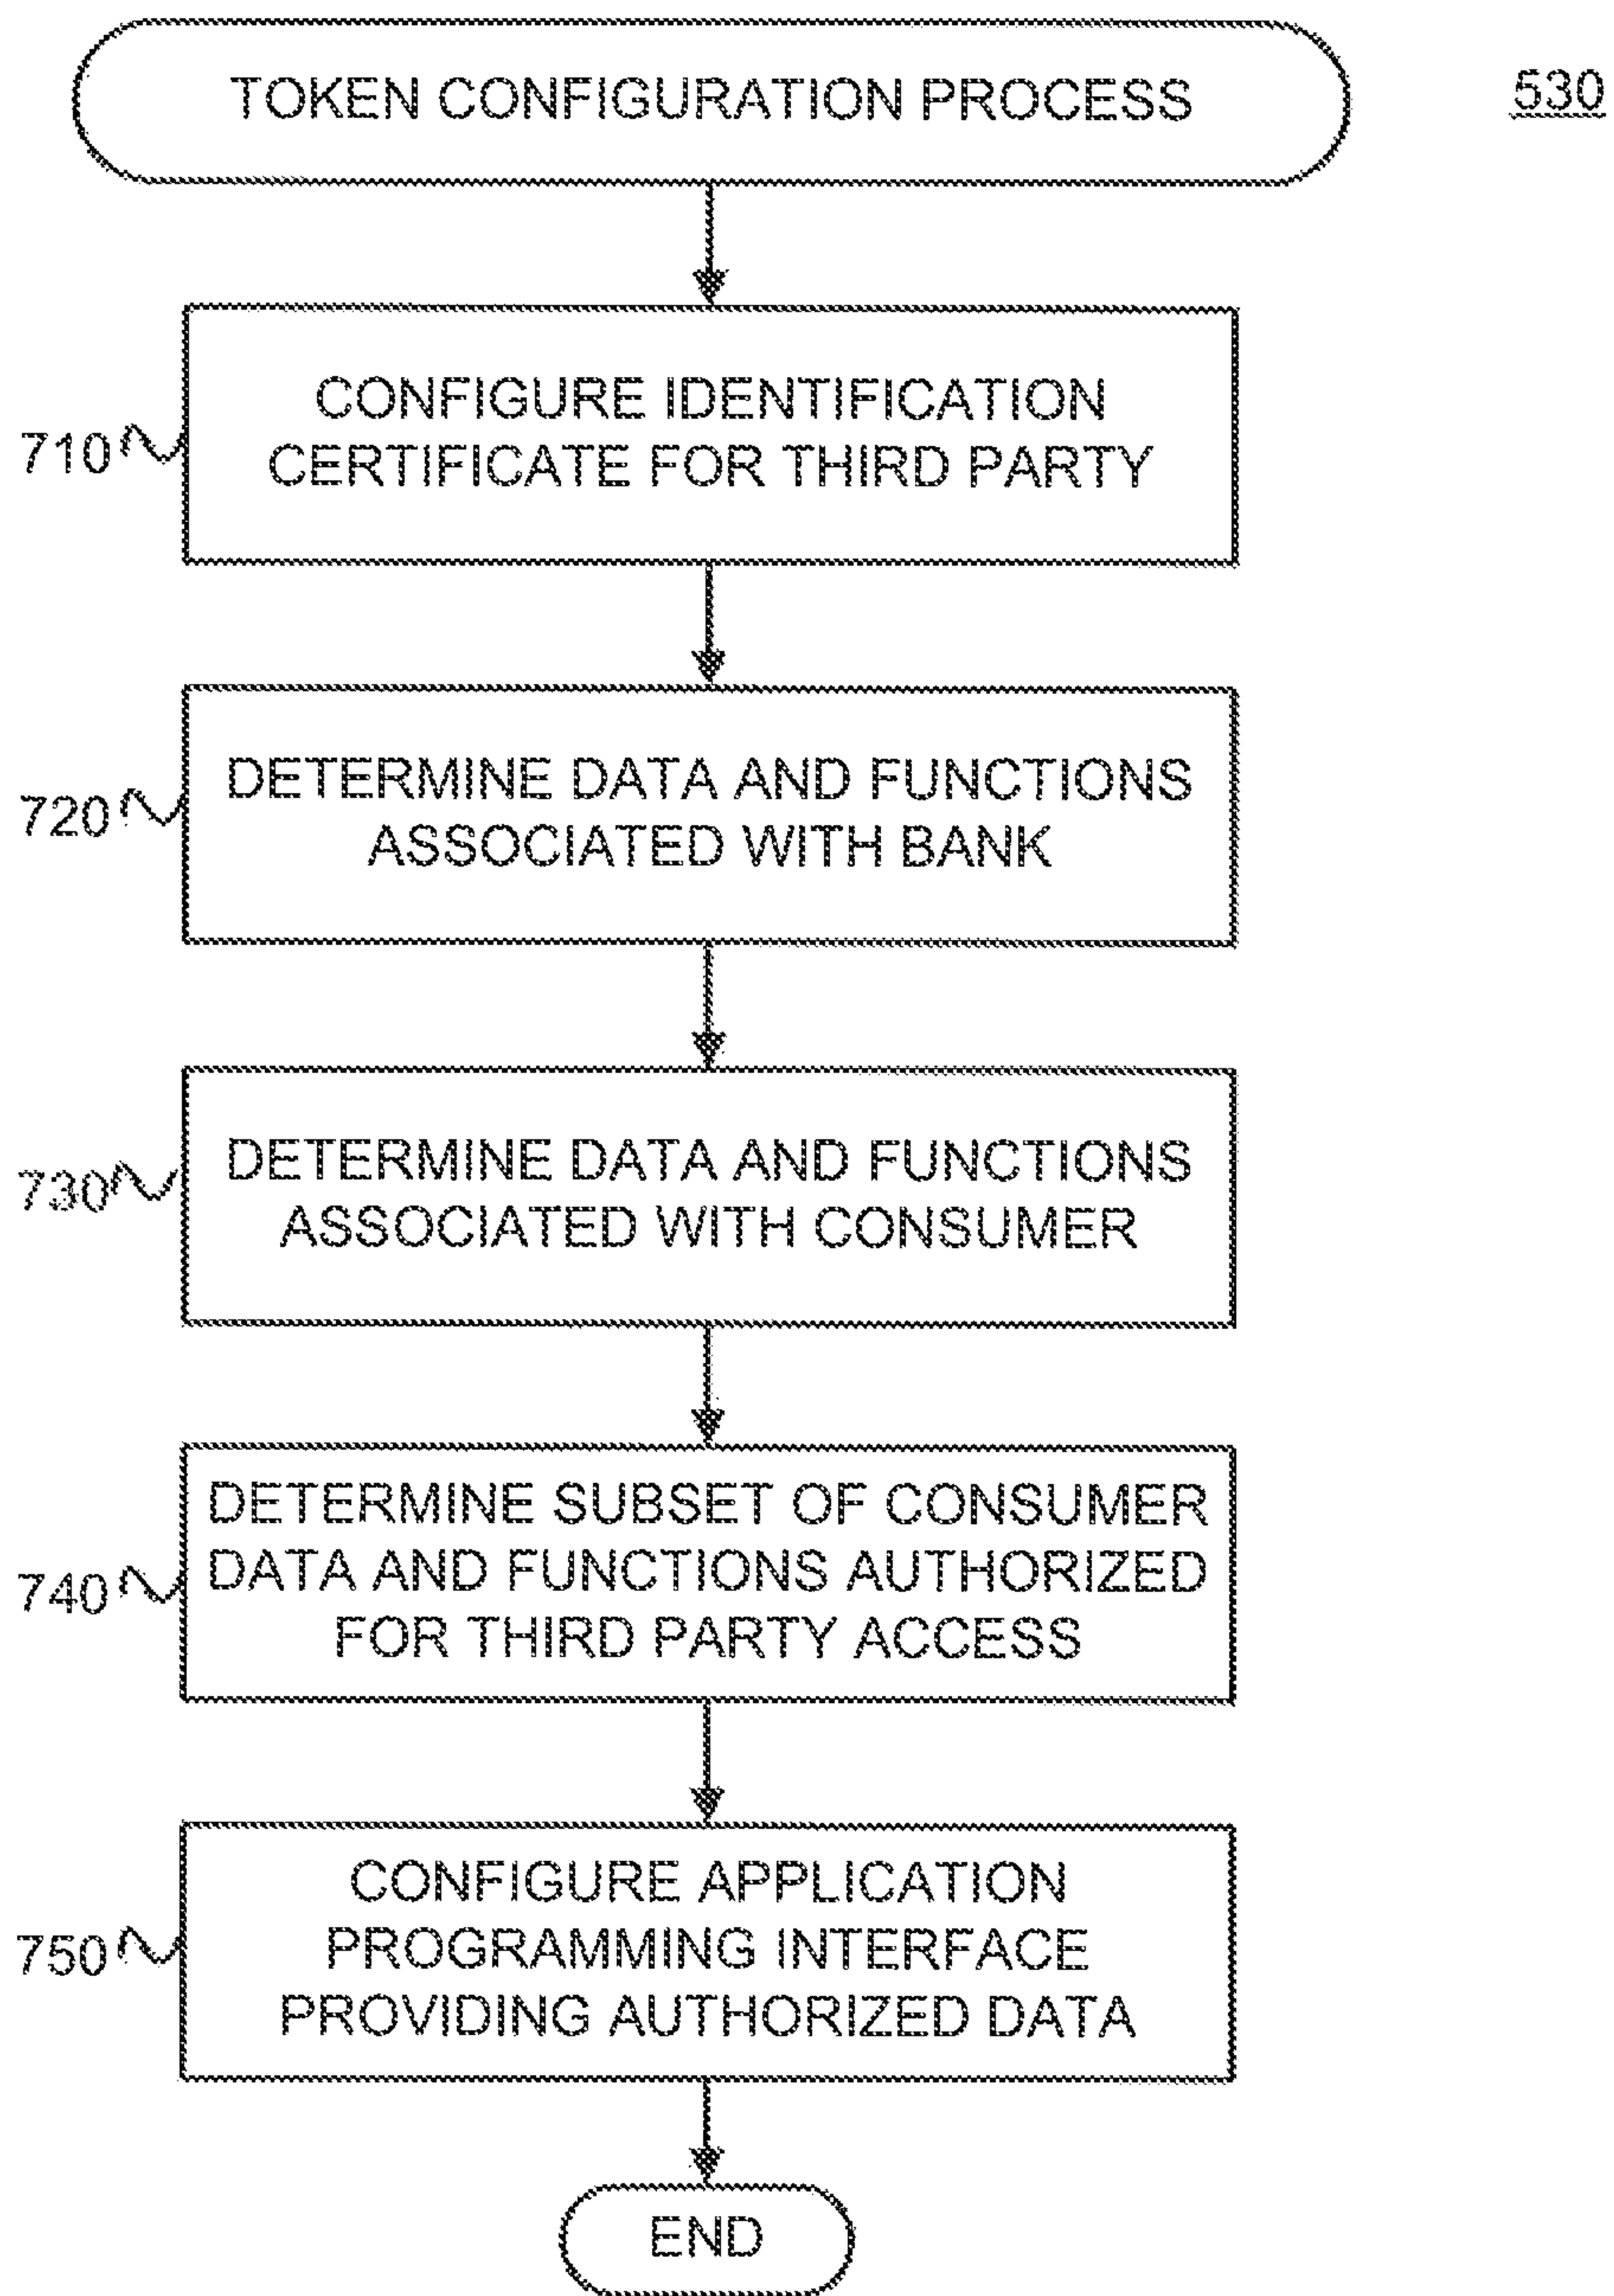 TOKEN CONFIGURATION PROCESS
530
CONFIGURE IDENTIFICATION
CERTIFICATE FOR THIRD PARTY
710
DETERMINE DATA AND FUNCTIONS
ASSOCIATED WITH BANK
720
DETERMINE DATA AND FUNCTIONS
ASSOCIATED WITH CONSUMER
730
DETERMINE SUBSET OF CONSUMER
DATA AND FUNCTIONS AUTHORIZED
FOR THIRD PARTY ACCESS
740
CONFIGURE APPLICATION
PROGRAMMING INTERFACE
PROVIDING AUTHORIZED DATA
750
END